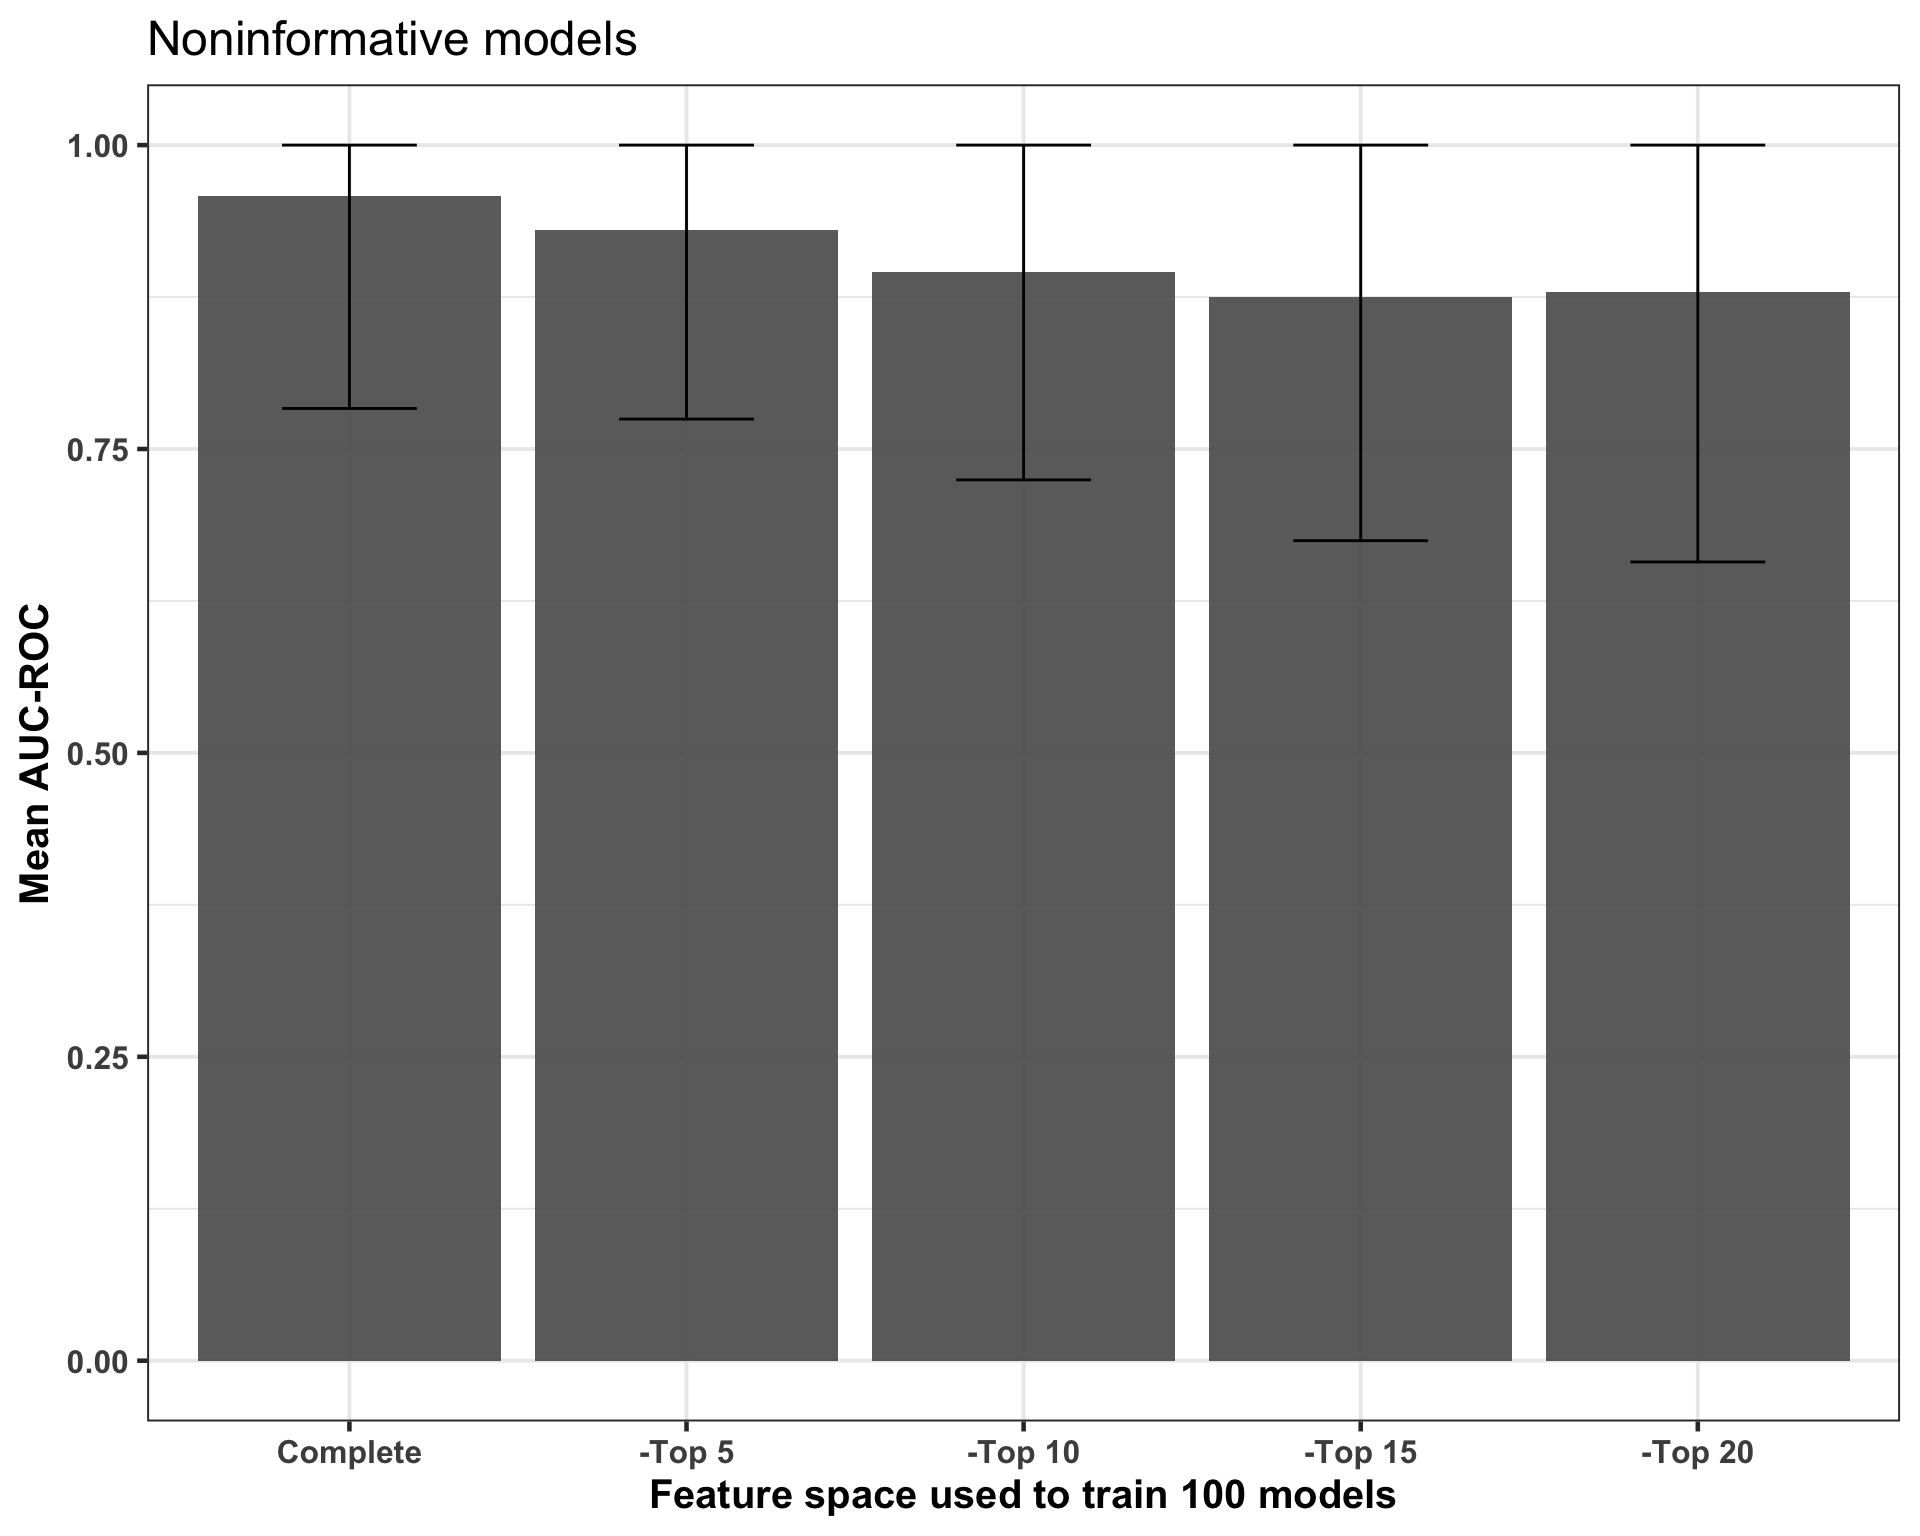 Noninformative models
1.00
0.75
0.50
0.25
0.00
Mean AUC-ROC
Complete
-Top 5
-Top 10
-Top 15
-Top 20
Feature space used to train 100 models